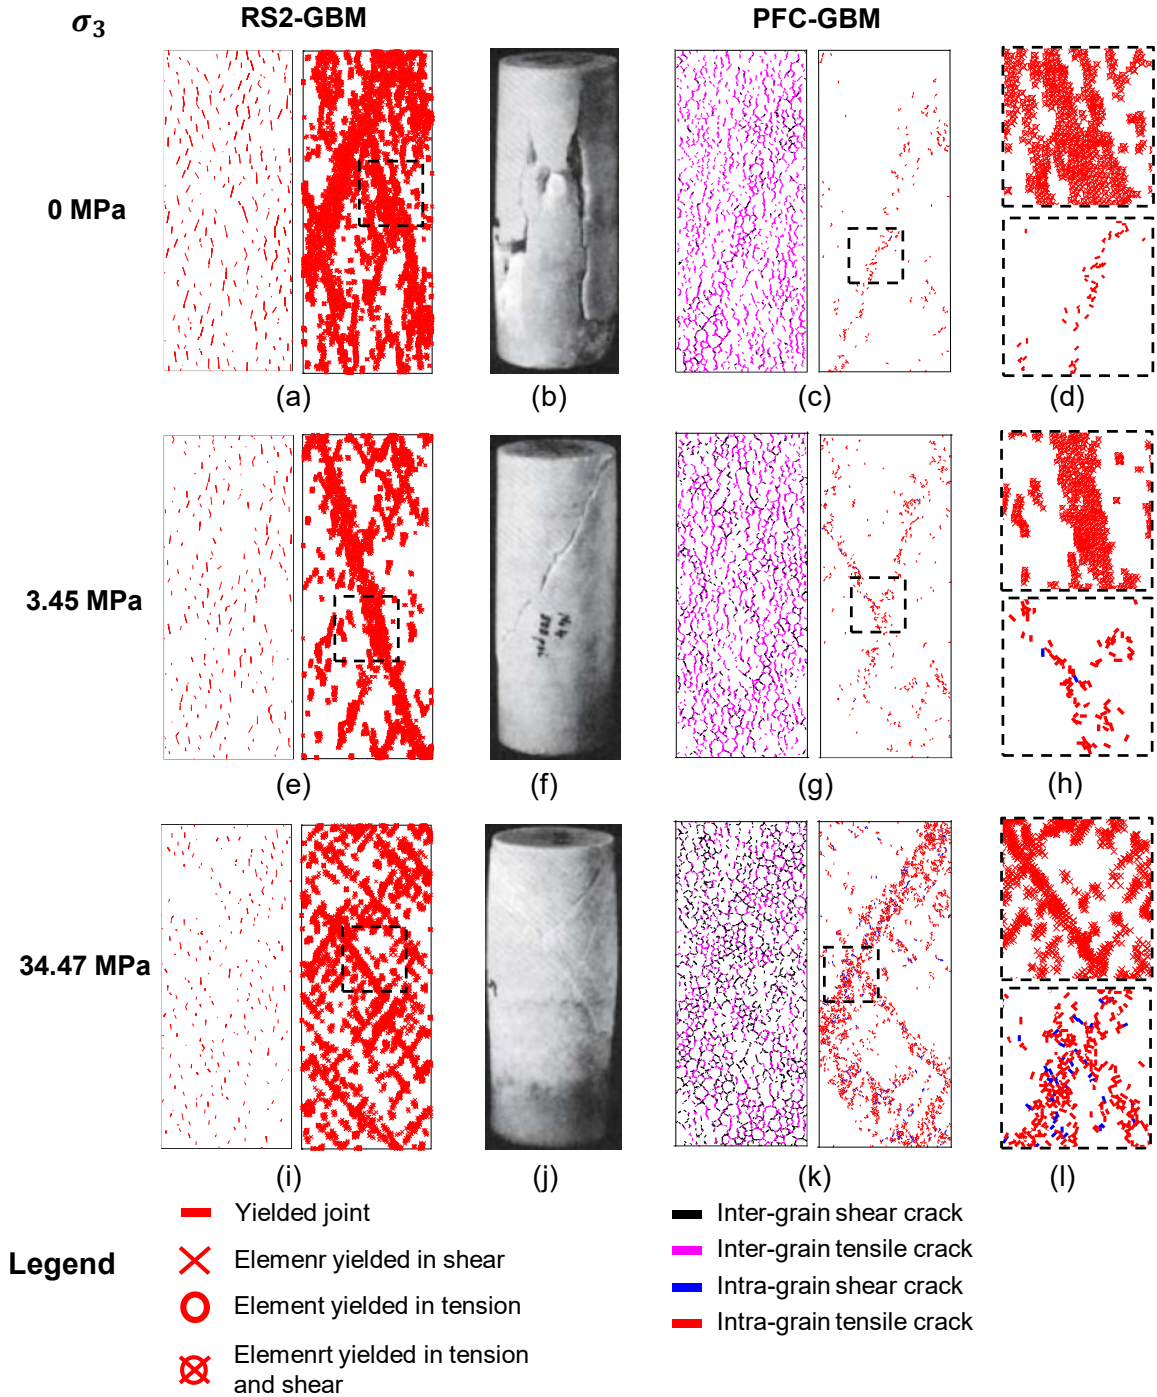 σ₃
RS2-GBM
PFC-GBM
0 MPa
(a)
(b)
(c)
(d)
3.45 MPa
(e)
(f)
(g)
(h)
34.47 MPa
(i)
(j)
(k)
(l)
Legend
Yielded joint
Elemenr yielded in shear
Element yielded in tension
Elemenrt yielded in tension
and shear
Inter-grain shear crack
Inter-grain tensile crack
Intra-grain shear crack
Intra-grain tensile crack